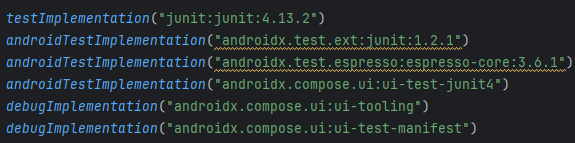 testImplementation("junit:junit:4.13.2")
androidTestImplementation("androidx.test.ext:junit:1.2.1")
androidTestImplementation("androidx.test.espresso:espresso-core:3.6.1")
androidTestImplementation("androidx.compose.ui:ui-test-junit4")
debugImplementation("androidx.compose.ui:ui-tooling")
debugImplementation("androidx.compose.ui:ui-test-manifest")